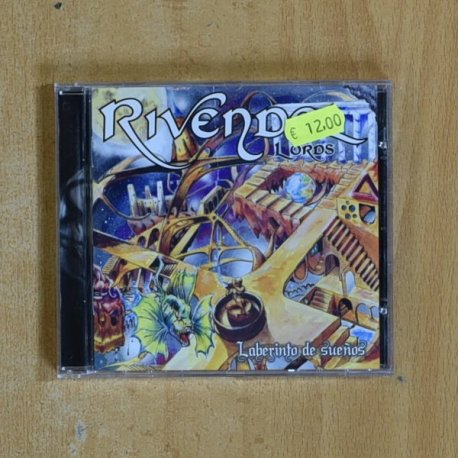 RIVEND
€ 12,00
LORDS
Laberinto de sueños